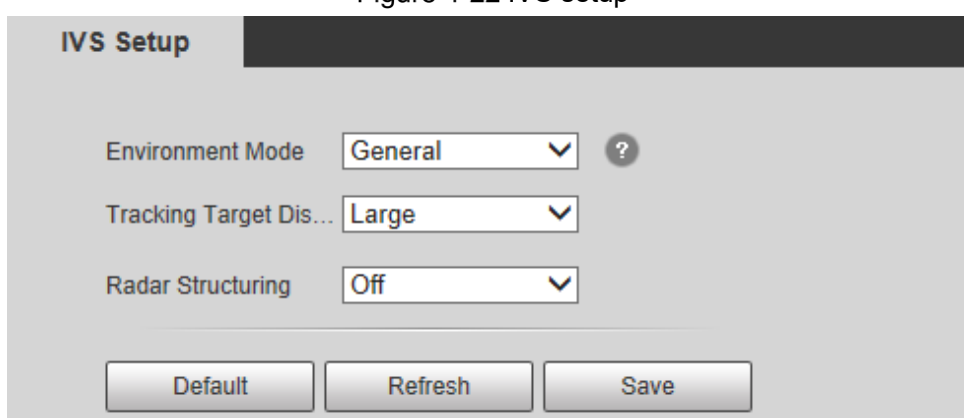 Figure 4-22 IVS setup
IVS Setup
Environment Mode General ?
Tracking Target Dis... Large
Radar Structuring Off
Default Refresh Save